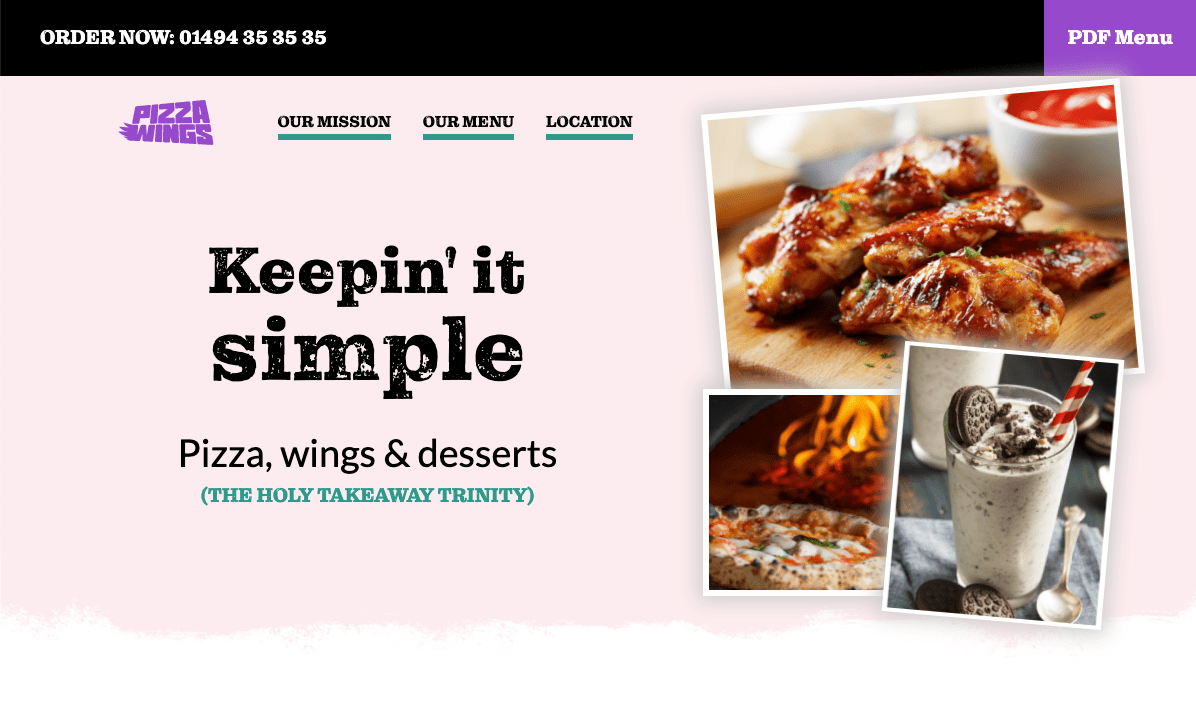 ORDER NOW: 01494 35 35 35
PDF Menu
PIZZA
WINGS
OUR MISSION
OUR MENU
LOCATION
Keepin' it
simple
Pizza, wings & desserts
(THE HOLY TAKEAWAY TRINITY)